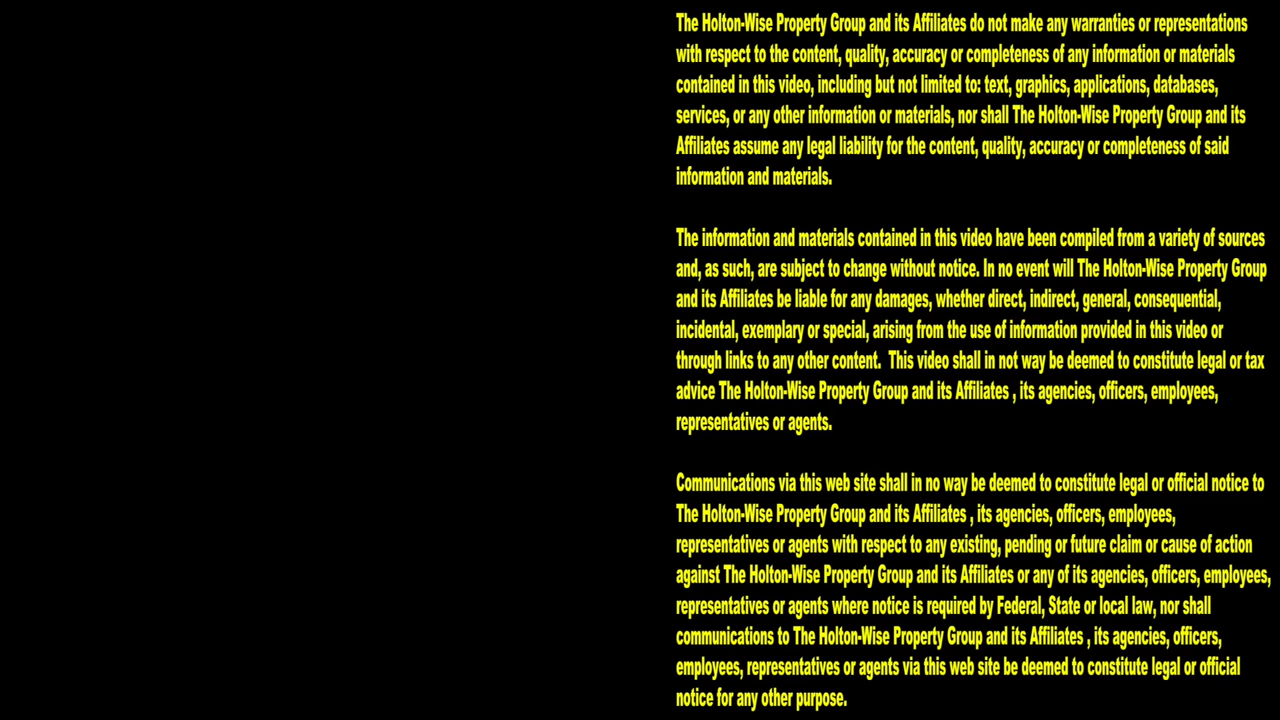 The Holton-Wise Property Group and its Affiliates do not make any warranties or representations
with respect to the content, quality, accuracy or completeness of any information or materials
contained in this video, including but not limited to: text, graphics, applications, databases,
services, or any other information or materials, nor shall The Holton-Wise Property Group and its
Affiliates assume any legal liability for the content, quality, accuracy or completeness of said
information and materials.
The information and materials contained in this video have been compiled from a variety of sources
and, as such, are subject to change without notice. In no event will The Holton-Wise Property Group
and its Affiliates be liable for any damages, whether direct, indirect, general, consequential,
incidental, exemplary or special, arising from the use of information provided in this video or
through links to any other content.  This video shall in not way be deemed to constitute legal or tax
advice The Holton-Wise Property Group and its Affiliates , its agencies, officers, employees,
representatives or agents.
Communications via this web site shall in no way be deemed to constitute legal or official notice to
The Holton-Wise Property Group and its Affiliates , its agencies, officers, employees,
representatives or agents with respect to any existing, pending or future claim or cause of action
against The Holton-Wise Property Group and its Affiliates or any of its agencies, officers, employees,
representatives or agents where notice is required by Federal, State or local law, nor shall
communications to The Holton-Wise Property Group and its Affiliates , its agencies, officers,
employees, representatives or agents via this web site be deemed to constitute legal or official
notice for any other purpose.